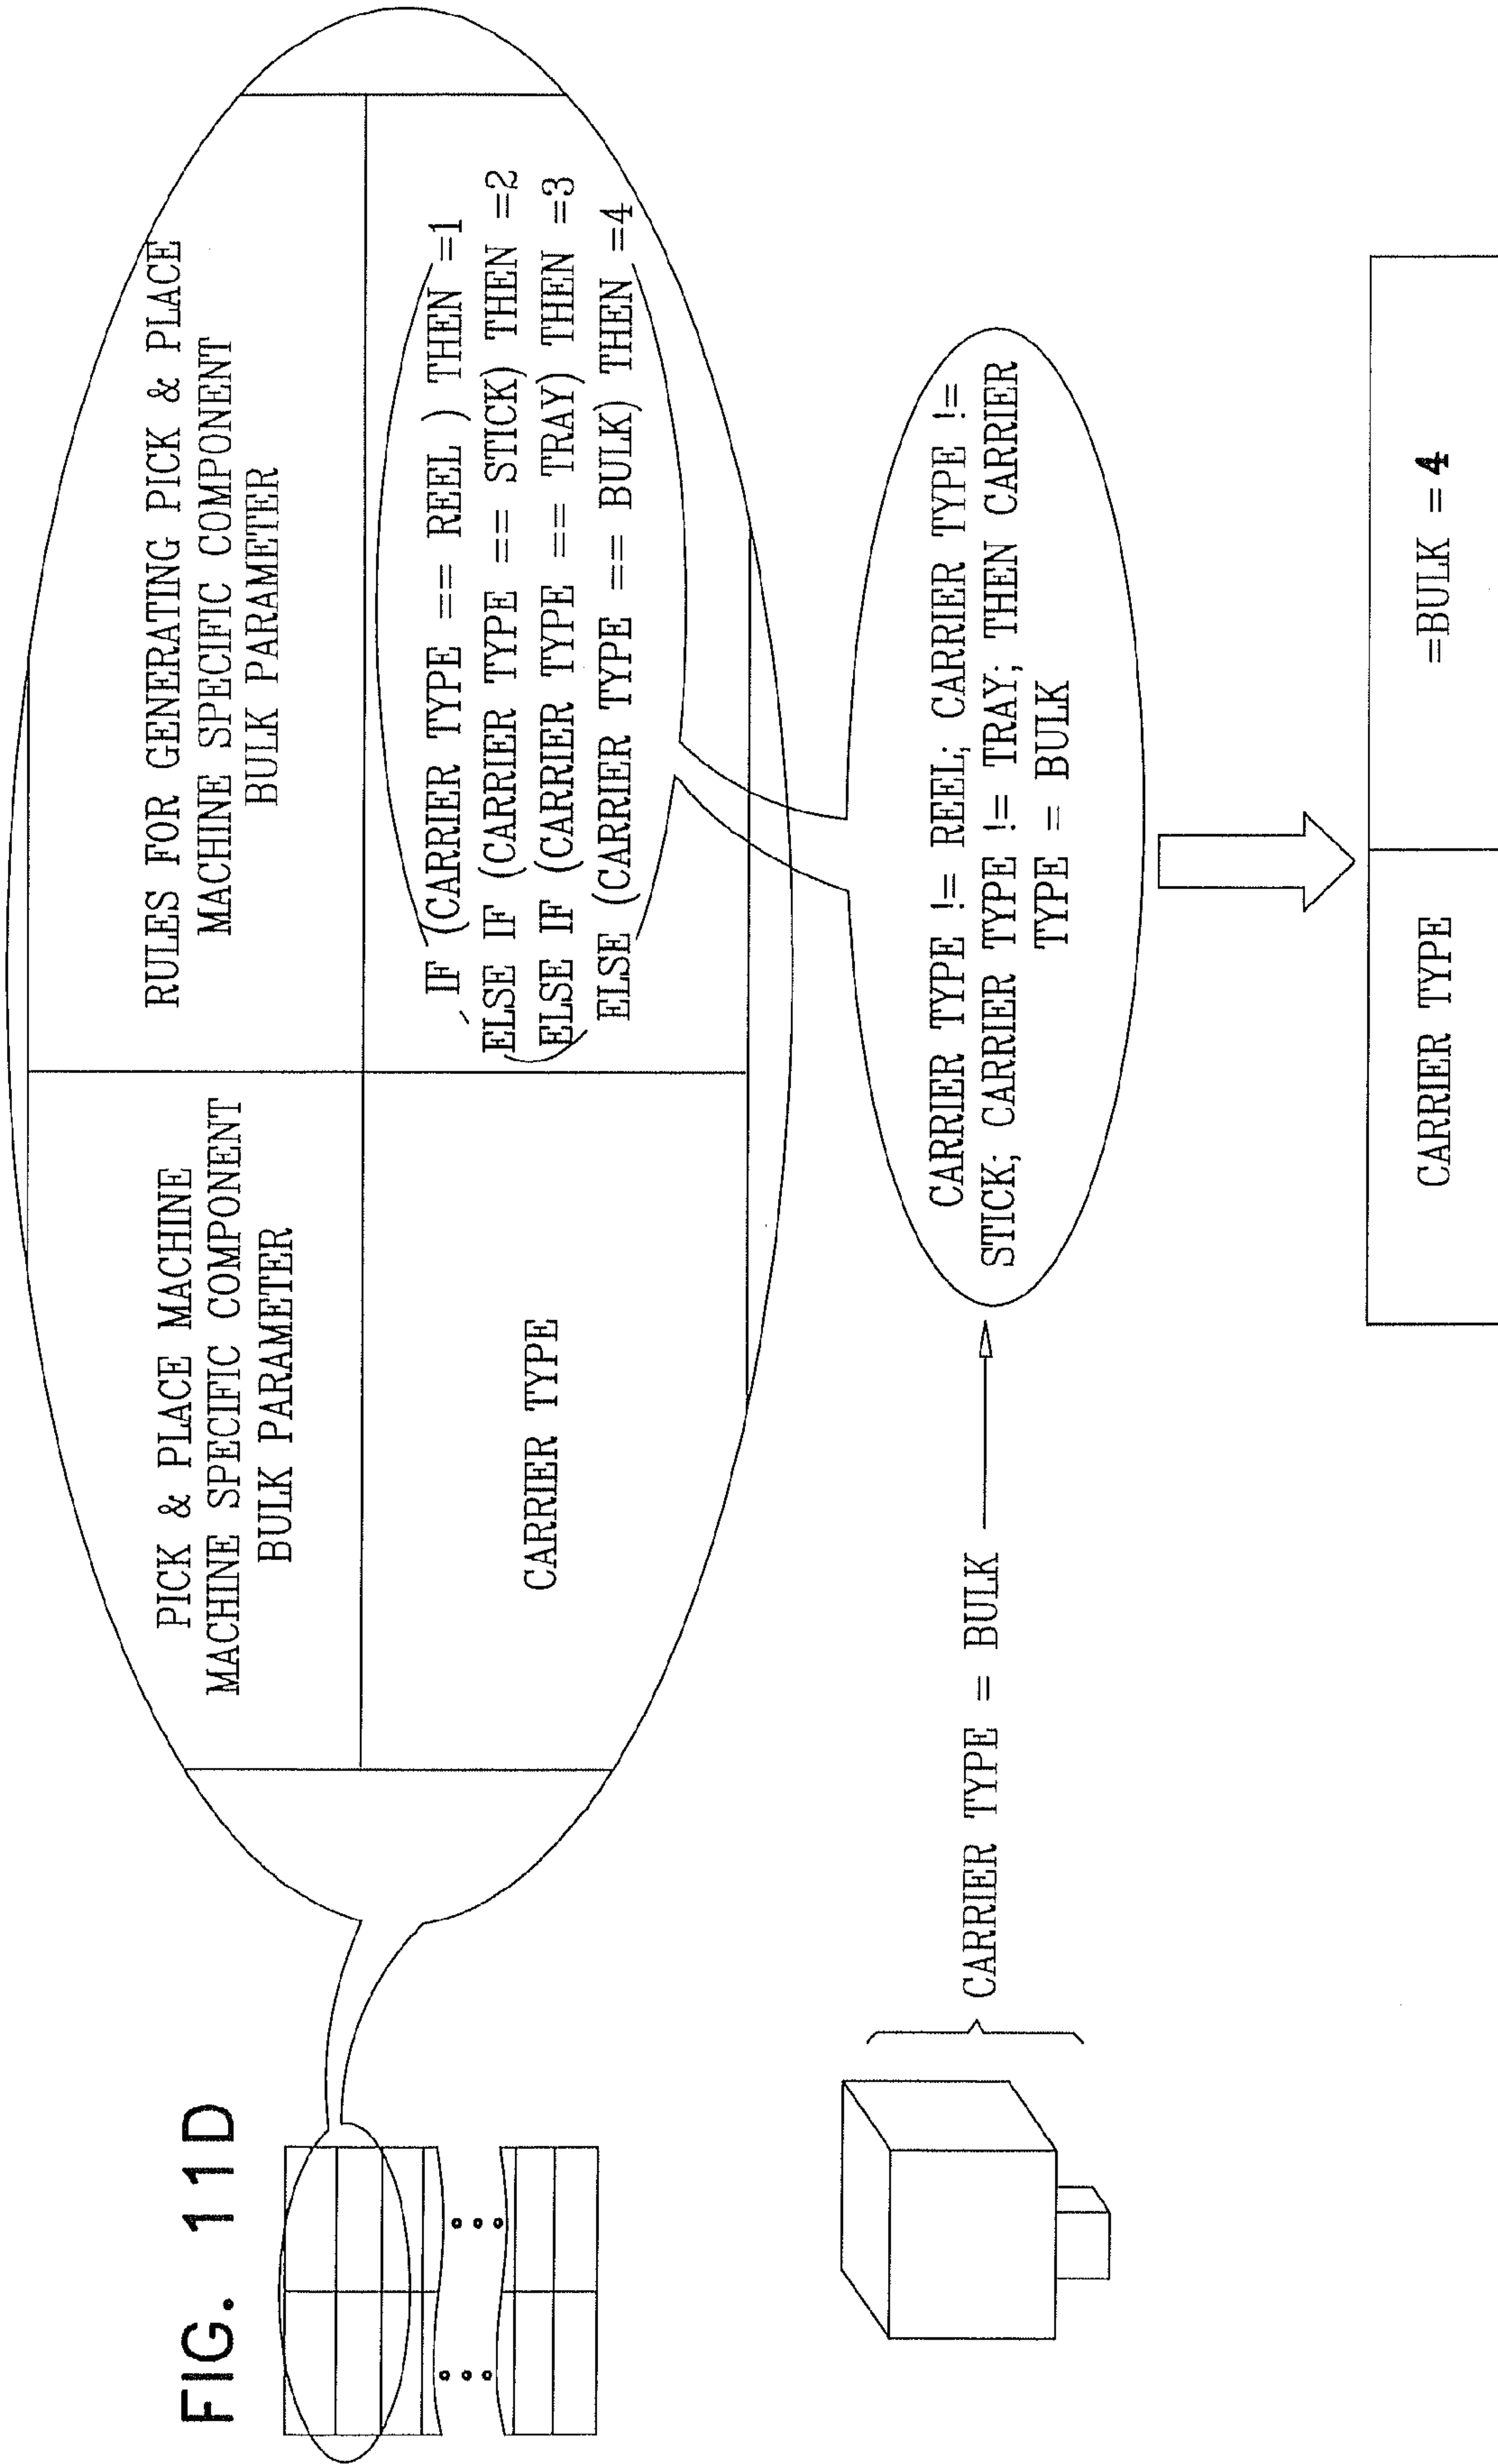 FIG. 11D
PICK & PLACE MACHINE
MACHINE SPECIFIC COMPONENT
BULK PARAMETER
RULES FOR GENERATING PICK & PLACE
MACHINE SPECIFIC COMPONENT
BULK PARAMETER
CARRIER TYPE
IF (CARRIER TYPE == REEL ) THEN =1
ELSE IF (CARRIER TYPE == STICK) THEN =2
ELSE IF (CARRIER TYPE == TRAY) THEN =3
ELSE (CARRIER TYPE == BULK) THEN =4
CARRIER TYPE = BULK
CARRIER TYPE != REEL; CARRIER TYPE !=
STICK; CARRIER TYPE != TRAY; THEN CARRIER
TYPE = BULK
CARRIER TYPE
=BULK =4